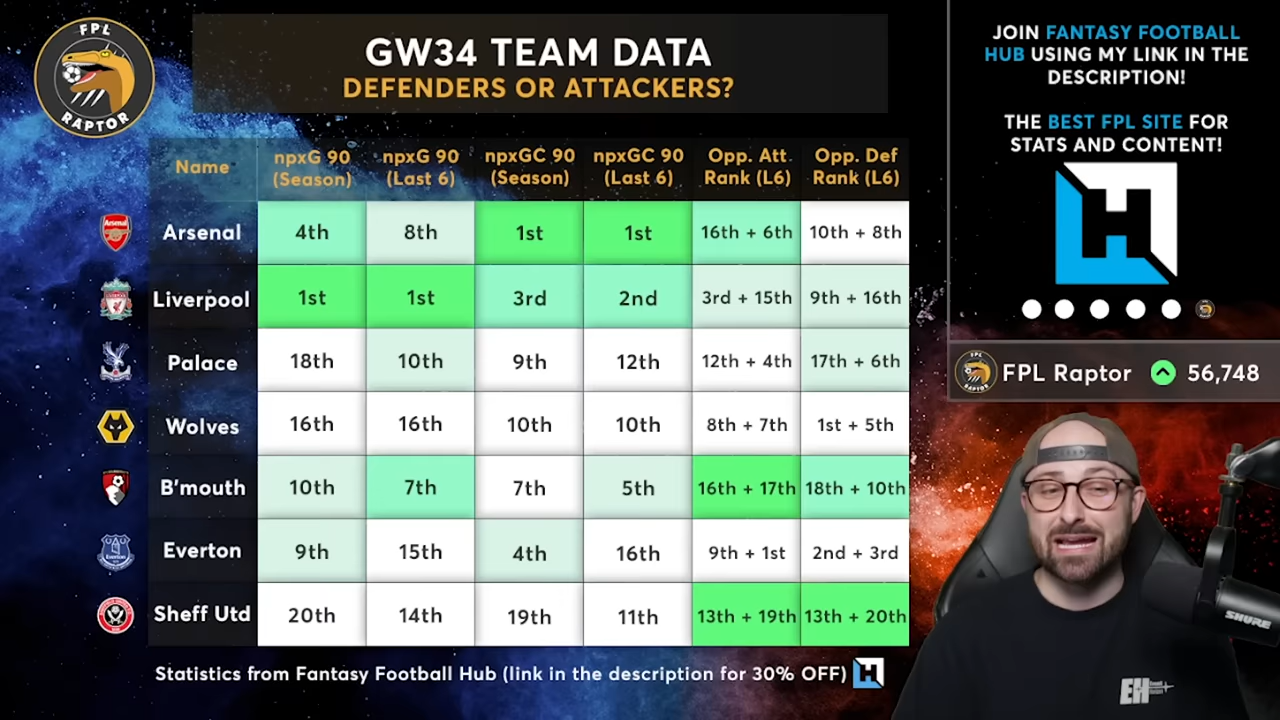 FPL
RAPTOR
GW34 TEAM DATA
DEFENDERS OR ATTACKERS?
Name
npxG 90
(Season)
npxG 90
(Last 6)
npxGC 90
(Season)
npxGC 90
(Last 6)
Opp. Att
Rank (L6)
Opp. Def
Rank (L6)
Arsenal
Arsenal 4th 8th 1st 1st 16th + 6th 10th + 8th
Liverpool 1st 1st 3rd 2nd 3rd + 15th 9th + 16th
Palace 18th 10th 9th 12th 12th + 4th 17th + 6th
Wolves 16th 16th 10th 10th 8th + 7th 1st + 5th
B'mouth 10th 7th 7th 5th 16th + 17th 18th + 10th
Everton 9th 15th 4th 16th 9th + 1st 2nd + 3rd
Sheff Utd 20th 14th 19th 11th 13th + 19th 13th + 20th
Statistics from Fantasy Football Hub (link in the description for 30% OFF)
JOIN FANTASY FOOTBALL
HUB USING MY LINK IN THE
DESCRIPTION!
THE BEST FPL SITE FOR
STATS AND CONTENT!
H
FPL
RAPTOR
FPL Raptor 56,748
SHURE
EH